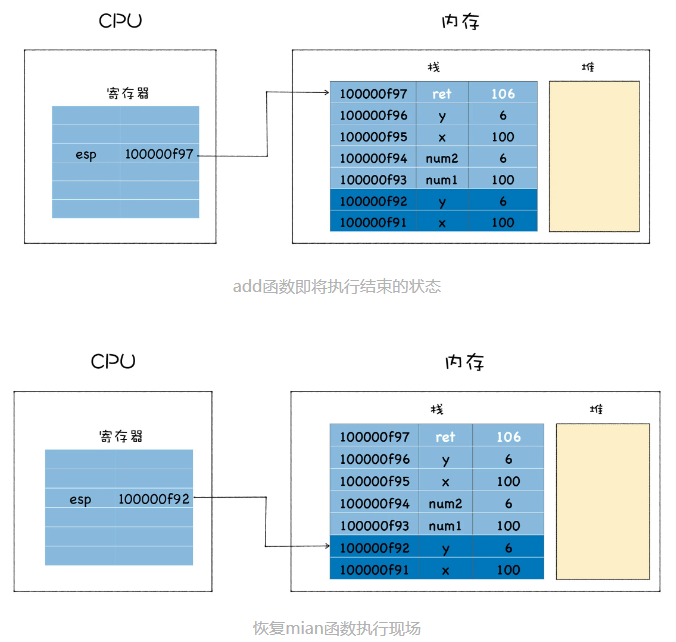 CPU 内存
寄存器 栈 堆
100000f97 ret 106
100000f96 y 6
100000f95 x 100
esp 100000f97 100000f94 num2 6
100000f93 num1 100
100000f92 y 6
100000f91 x 100
add函数即将执行结束的状态
CPU 内存
寄存器 栈 堆
100000f97 ret 106
100000f96 y 6
100000f95 x 100
esp 100000f92 100000f94 num2 6
100000f93 num1 100
100000f92 y 6
100000f91 x 100
恢复mian函数执行现场